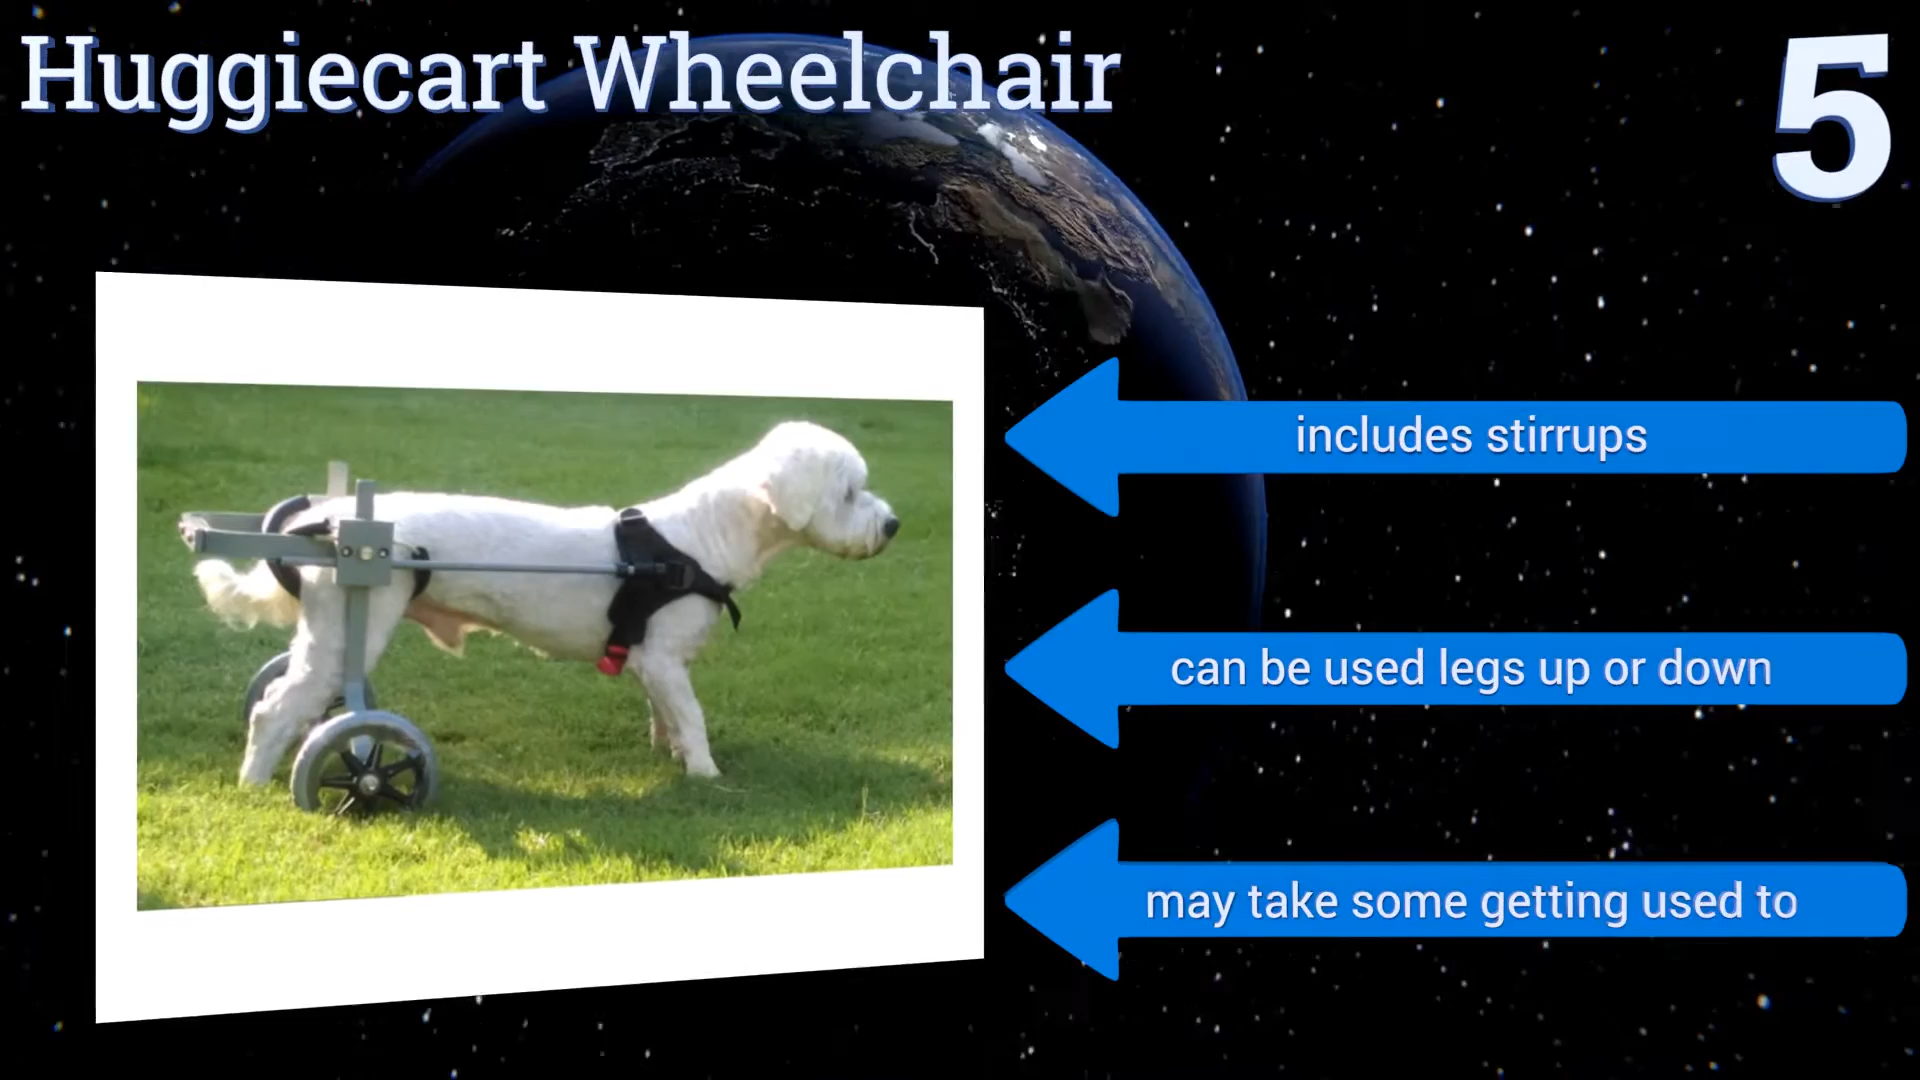 Huggiecart Wheelchair
5
includes stirrups
can be used legs up or down
may take some getting used to